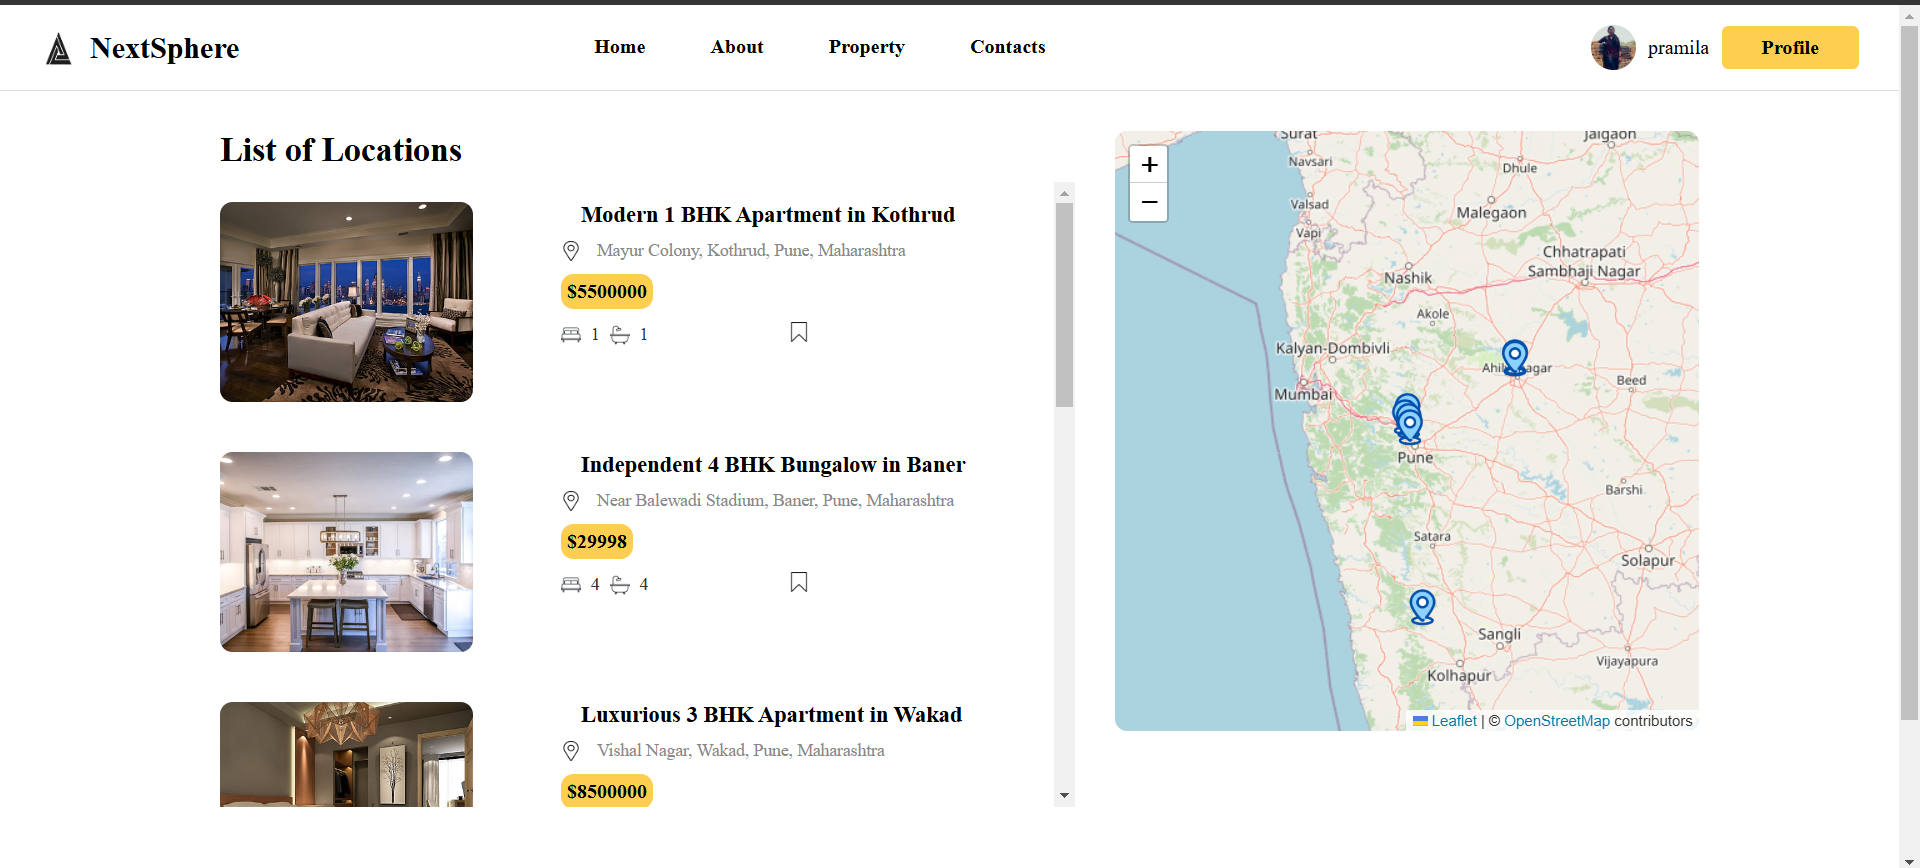 NextSphere
Home
About
Property
Contacts
pramila
Profile
List of Locations
Modern 1 BHK Apartment in Kothrud
Mayur Colony, Kothrud, Pune, Maharashtra
$5500000
1 1
Independent 4 BHK Bungalow in Baner
Near Balewadi Stadium, Baner, Pune, Maharashtra
$29998
4 4
Luxurious 3 BHK Apartment in Wakad
Vishal Nagar, Wakad, Pune, Maharashtra
$8500000
+
−
Surat
Jalgaon
Navsari
Dhule
Valsad
Malegaon
Vapi
Chhatrapati
Sambhaji Nagar
Nashik
Akole
Kalyan-Dombivli
Beed
Mumbai
Pune
Barshi
Satara
Solapur
Sangli
Vijayapura
Kolhapur
Leaflet | © OpenStreetMap contributors